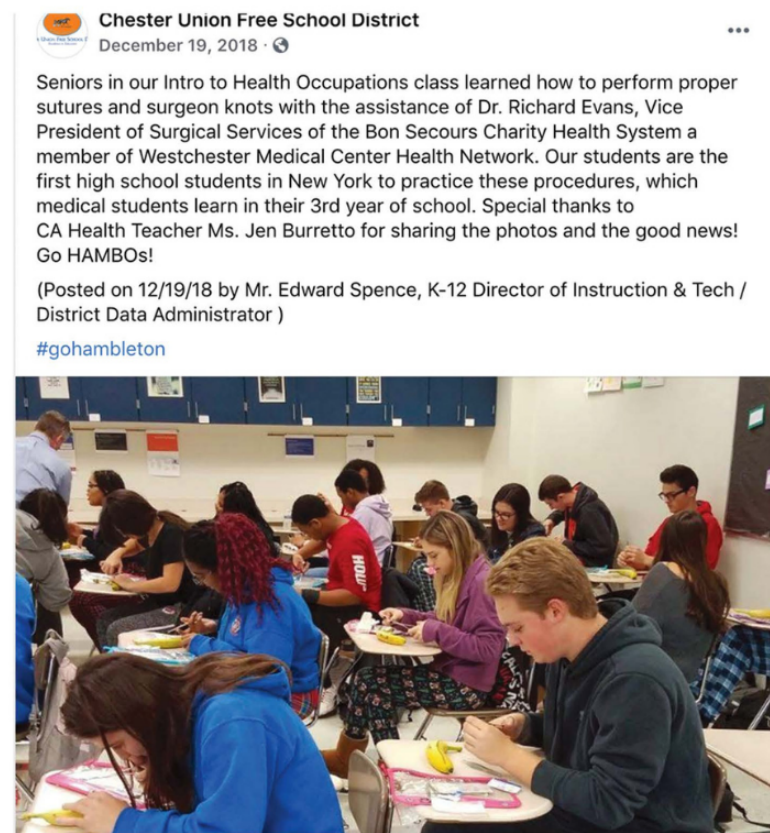 Chester Union Free School District
December 19, 2018 ·
Seniors in our Intro to Health Occupations class learned how to perform proper
sutures and surgeon knots with the assistance of Dr. Richard Evans, Vice
President of Surgical Services of the Bon Secours Charity Health System a
member of Westchester Medical Center Health Network. Our students are the
first high school students in New York to practice these procedures, which
medical students learn in their 3rd year of school. Special thanks to
CA Health Teacher Ms. Jen Burretto for sharing the photos and the good news!
Go HAMBOs!
(Posted on 12/19/18 by Mr. Edward Spence, K-12 Director of Instruction & Tech /
District Data Administrator )
#gohambleton